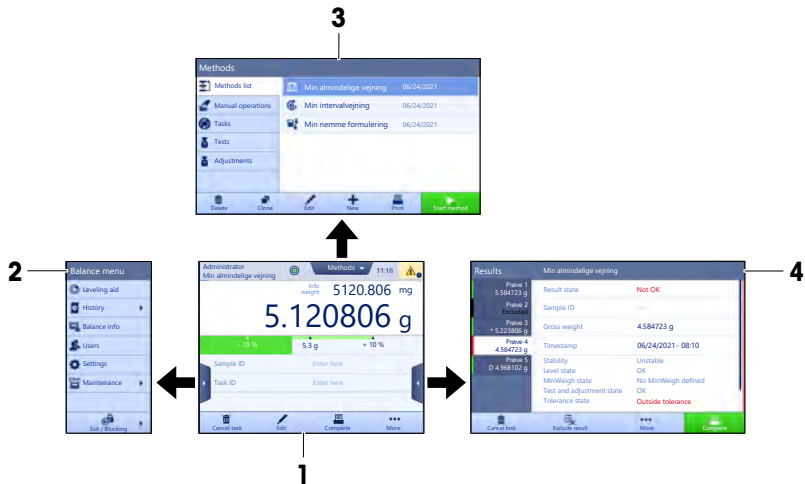 3
Methods
Methods list
Manual operations
Tasks
Tests
Adjustments
Min almindelige vejning 06/24/2021
Min intervalvejning 06/24/2021
Min nemme formulering 06/24/2021
Delete Clone Edit New Print Start method
2
Balance menu
Leveling aid
History
Balance info
Users
Settings
Maintenance
Exit / Blocking
Administrator
Min almindelige vejning
Methods 11:18
Info weight 5120.806 mg
5.120806 g
- 10 % 5.3 g + 10 %
Sample ID Enter here
Task ID Enter here
Cancel task Edit Complete More
1
4
Results Min almindelige vejning
Prøve 1
5.584723 g
Prøve 2
Excluded
Prøve 3
* 5.223806 g
Prøve 4
4.584723 g
Prøve 5
D 4.968102 g
Result state Not OK
Sample ID
Gross weight 4.584723 g
Timestamp 06/24/2021- 08:10
Stability Unstable
Level state OK
MinWeigh state No MinWeigh defined
Test and adjustment state OK
Tolerance state Outside tolerance
Cancel task Exclude result More Complete